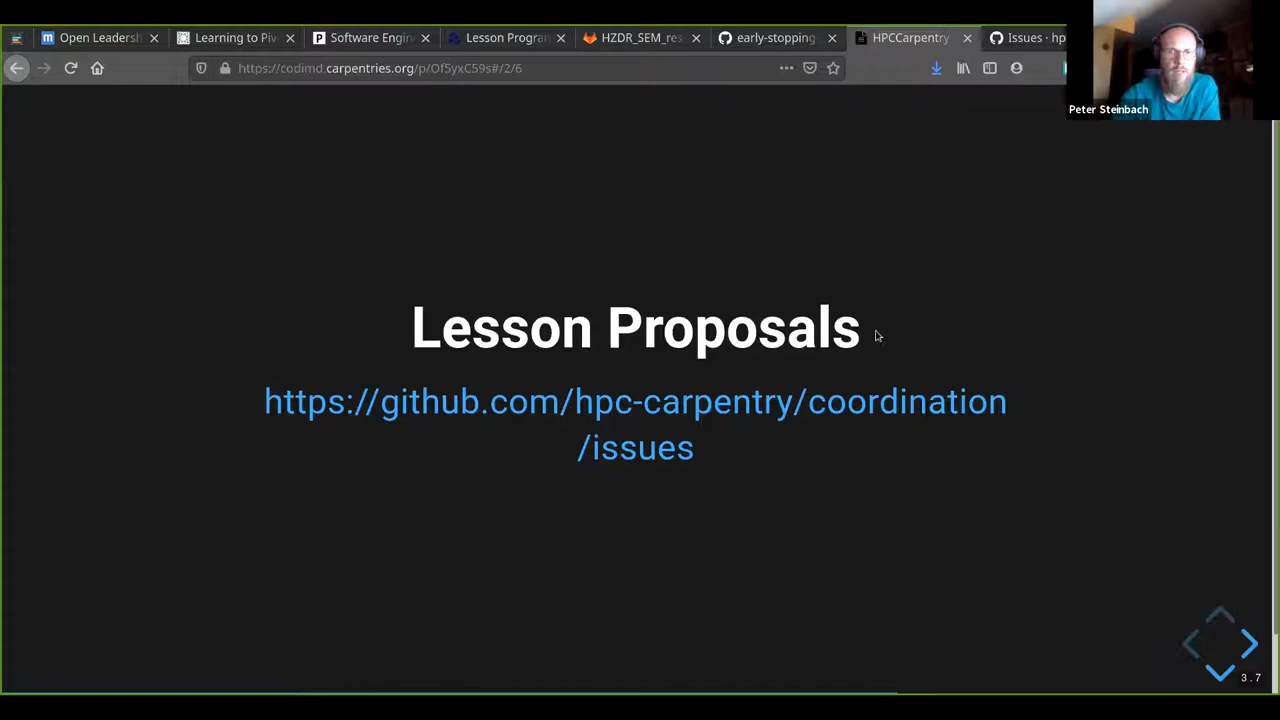 Open Leadersh
Learning to Piv
Software Engin
Lesson Program
HZDR_SEM_res
early-stopping-
HPCCarpentry
Issues · hp
https://codimd.carpentries.org/p/Of5yxC59s#/2/6
Peter Steinbach
Lesson Proposals
https://github.com/hpc-carpentry/coordination
/issues
3.7